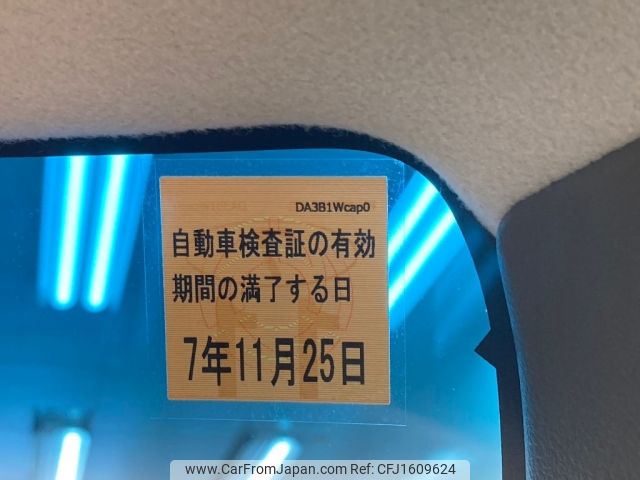 DA3B1Wcap0
自動車検査証の有効
期間の満了する日
7年11月25日
www.CarFromJapan.com Ref. No: CFJ1609624